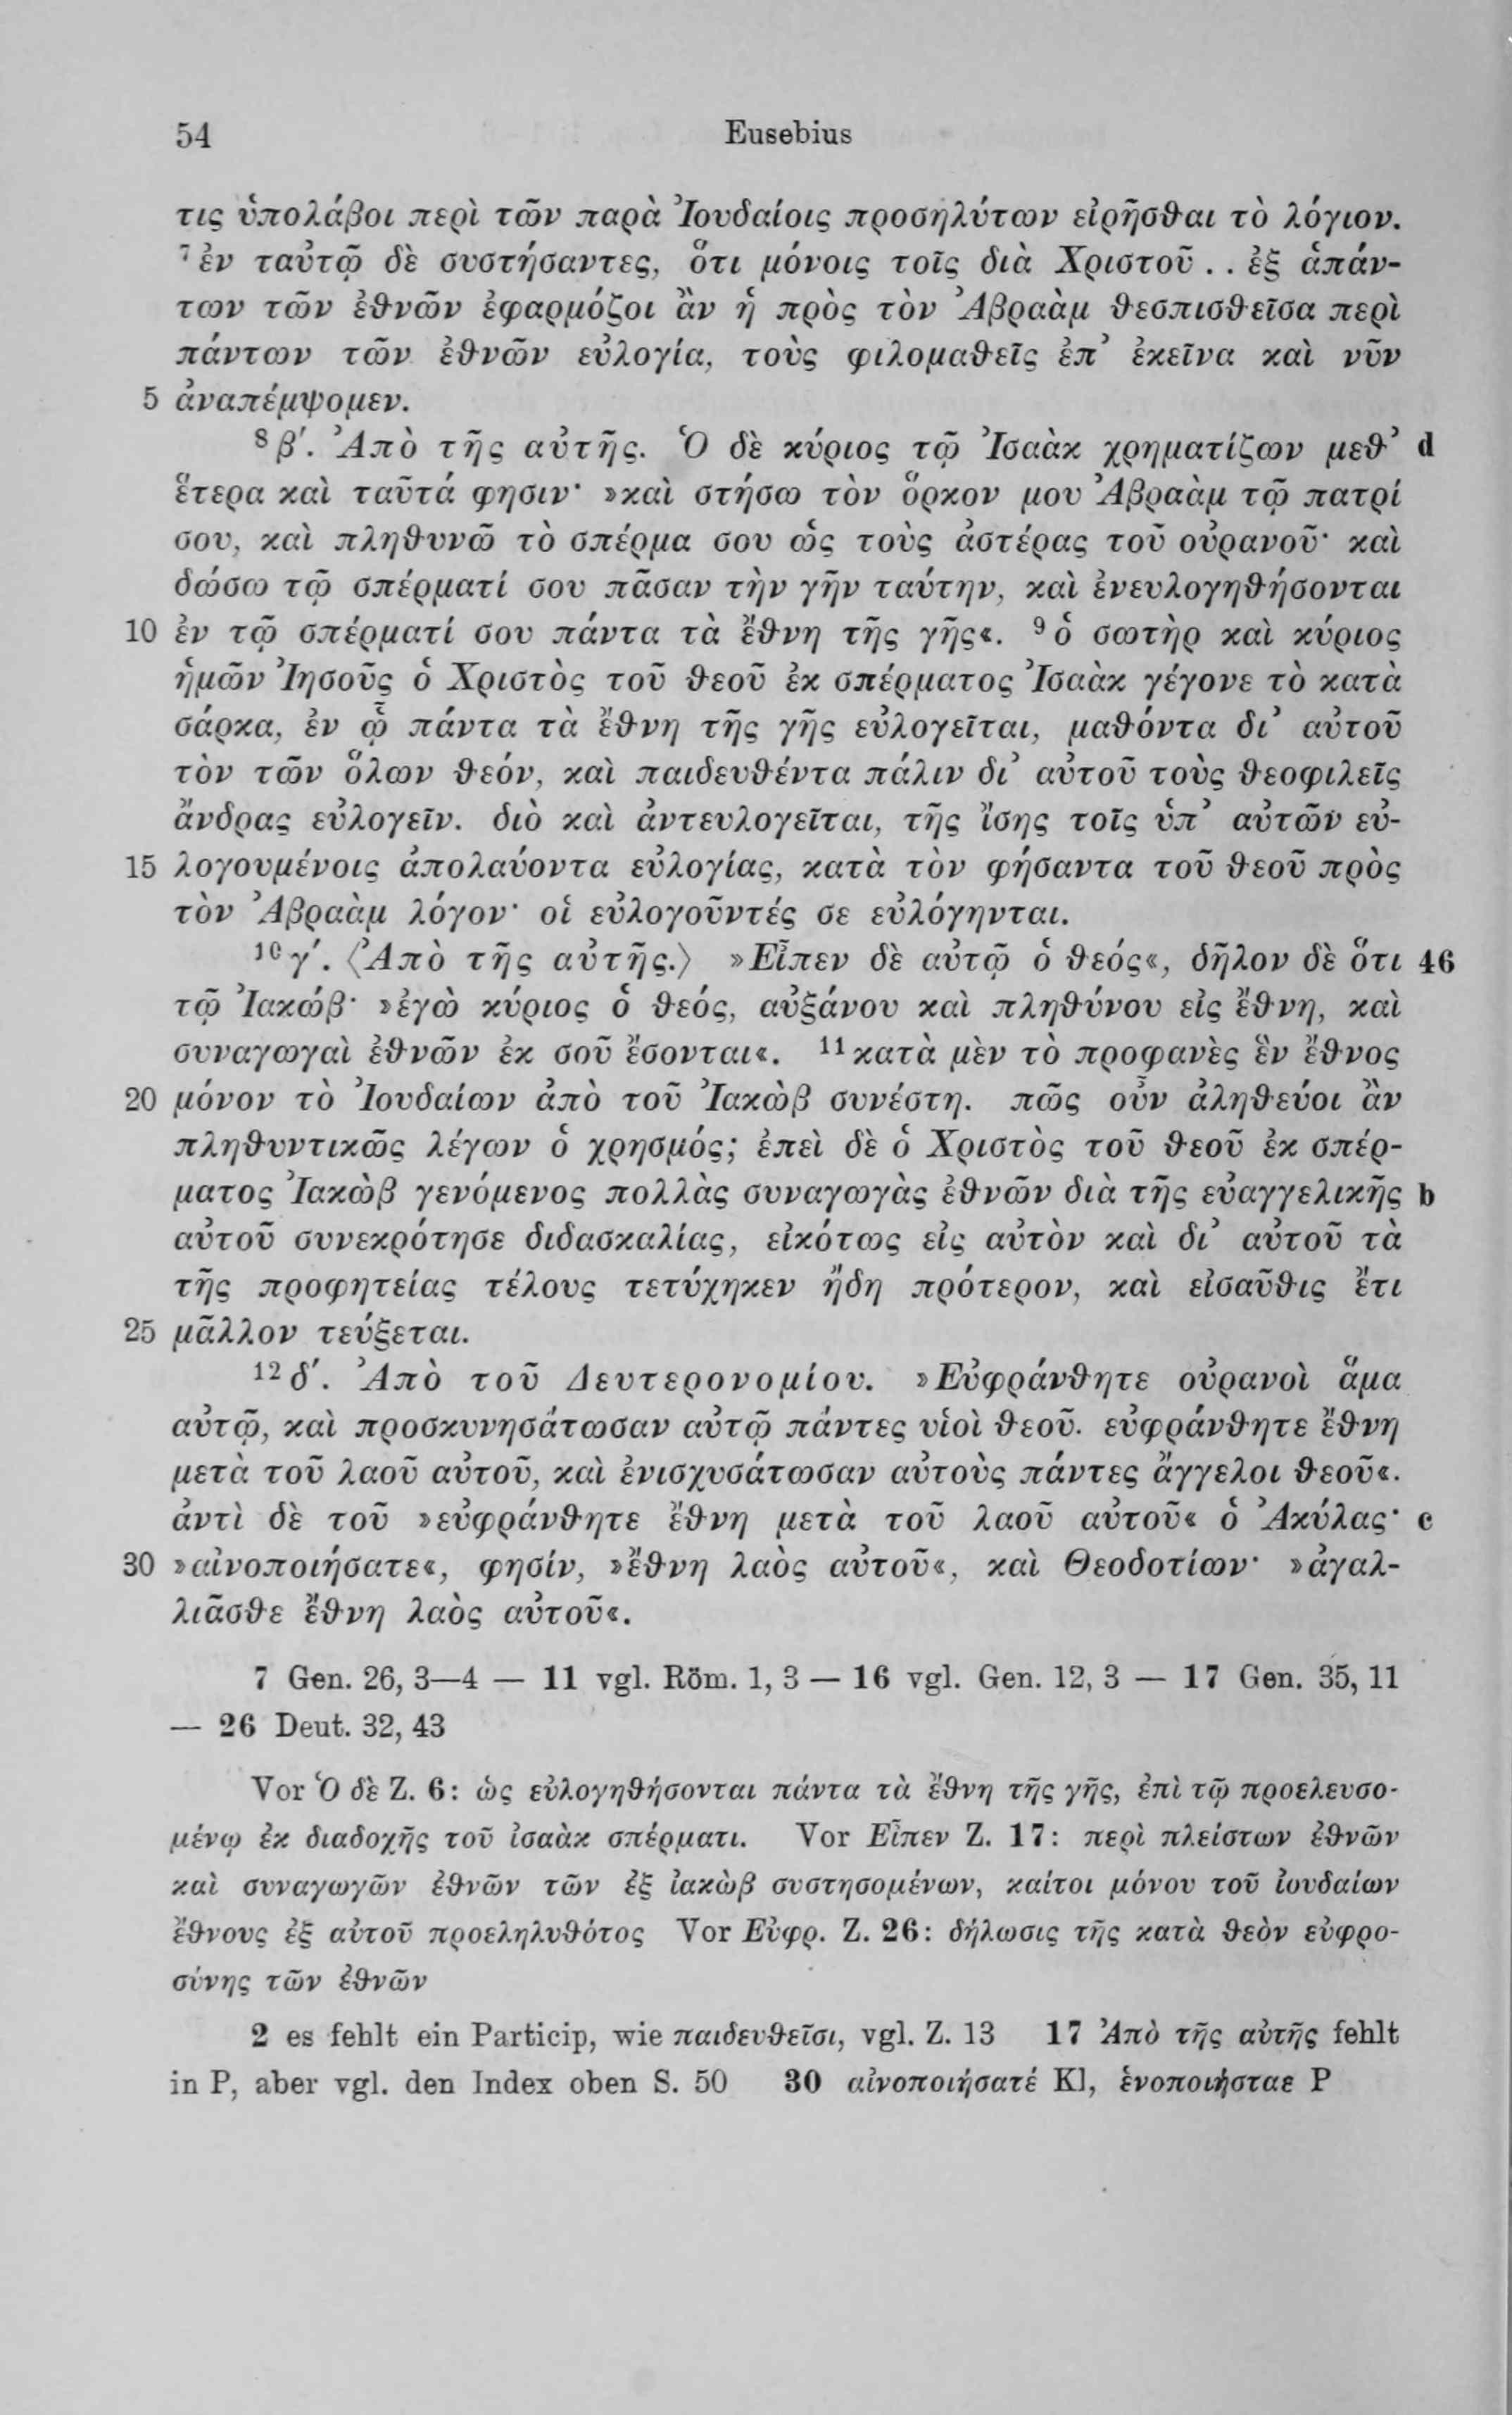 54 Eusebius
τις ὑπολάβοι περὶ τῶν παρὰ Ἰουδαίοις προσηλύτων εἰρῆσθαι τὸ λόγιον.
⁷ ἐν ταὐτῷ δὲ συστήσαντες, ὅτι μόνοις τοῖς διὰ Χριστοῦ . . ἐξ ἁπάν-
των τῶν ἐθνῶν ἐφαρμόζοι ἂν ἡ πρὸς τὸν Ἀβραὰμ θεσπισθεῖσα περὶ
πάντων τῶν ἐθνῶν εὐλογία, τοὺς φιλομαθεῖς ἐπ᾽ ἐκεῖνα καὶ νῦν
5 ἀναπέμψομεν.
⁸ β′. Ἀπὸ τῆς αὐτῆς. Ὁ δὲ κύριος τῷ Ἰσαὰκ χρηματίζων μεθ᾽ d
ἕτερα καὶ ταῦτά φησιν· »καὶ στήσω τὸν ὅρκον μου Ἀβραὰμ τῷ πατρί
σου, καὶ πληθυνῶ τὸ σπέρμα σου ὡς τοὺς ἀστέρας τοῦ οὐρανοῦ· καὶ
δώσω τῷ σπέρματί σου πᾶσαν τὴν γῆν ταύτην, καὶ ἐνευλογηθήσονται
10 ἐν τῷ σπέρματί σου πάντα τὰ ἔθνη τῆς γῆς«. ⁹ ὁ σωτὴρ καὶ κύριος
ἡμῶν Ἰησοῦς ὁ Χριστὸς τοῦ θεοῦ ἐκ σπέρματος Ἰσαὰκ γέγονε τὸ κατὰ
σάρκα, ἐν ᾧ πάντα τὰ ἔθνη τῆς γῆς εὐλογεῖται, μαθόντα δι᾽ αὐτοῦ
τὸν τῶν ὅλων θεόν, καὶ παιδευθέντα πάλιν δι᾽ αὐτοῦ τοὺς θεοφιλεῖς
ἄνδρας εὐλογεῖν. διὸ καὶ ἀντευλογεῖται, τῆς ἴσης τοῖς ὑπ᾽ αὐτῶν εὐ-
15 λογουμένοις ἀπολαύοντα εὐλογίας, κατὰ τὸν φήσαντα τοῦ θεοῦ πρὸς
τὸν Ἀβραὰμ λόγον· οἱ εὐλογοῦντές σε εὐλόγηνται.
¹⁰ γ′. ⟨Ἀπὸ τῆς αὐτῆς.⟩ »Εἶπεν δὲ αὐτῷ ὁ θεός«, δῆλον δὲ ὅτι 46
τῷ Ἰακώβ· »ἐγὼ κύριος ὁ θεός, αὐξάνου καὶ πληθύνου εἰς ἔθνη, καὶ
συναγωγαὶ ἐθνῶν ἐκ σοῦ ἔσονται«. ¹¹ κατὰ μὲν τὸ προφανὲς ἓν ἔθνος
20 μόνον τὸ Ἰουδαίων ἀπὸ τοῦ Ἰακὼβ συνέστη. πῶς οὖν ἀληθεύοι ἂν
πληθυντικῶς λέγων ὁ χρησμός; ἐπεὶ δὲ ὁ Χριστὸς τοῦ θεοῦ ἐκ σπέρ-
ματος Ἰακὼβ γενόμενος πολλὰς συναγωγὰς ἐθνῶν διὰ τῆς εὐαγγελικῆς b
αὐτοῦ συνεκρότησε διδασκαλίας, εἰκότως εἰς αὐτὸν καὶ δι᾽ αὐτοῦ τὰ
τῆς προφητείας τέλους τετύχηκεν ἤδη πρότερον, καὶ εἰσαῦθις ἔτι
25 μᾶλλον τεύξεται.
¹² δ′. Ἀπὸ τοῦ Δευτερονομίου. »Εὐφράνθητε οὐρανοὶ ἅμα
αὐτῷ, καὶ προσκυνησάτωσαν αὐτῷ πάντες υἱοὶ θεοῦ. εὐφράνθητε ἔθνη
μετὰ τοῦ λαοῦ αὐτοῦ, καὶ ἐνισχυσάτωσαν αὐτοὺς πάντες ἄγγελοι θεοῦ«.
ἀντὶ δὲ τοῦ »εὐφράνθητε ἔθνη μετὰ τοῦ λαοῦ αὐτοῦ« ὁ Ἀκύλας· c
30 »αἰνοποιήσατε«, φησίν, »ἔθνη λαὸς αὐτοῦ«, καὶ Θεοδοτίων· »ἀγαλ-
λιᾶσθε ἔθνη λαὸς αὐτοῦ«.
7 Gen. 26, 3—4 — 11 vgl. Röm. 1, 3 — 16 vgl. Gen. 12, 3 — 17 Gen. 35, 11
— 26 Deut. 32, 43
Vor Ὁ δὲ Z. 6: ὡς εὐλογηθήσονται πάντα τὰ ἔθνη τῆς γῆς, ἐπὶ τῷ προελευσο-
μένῳ ἐκ διαδοχῆς τοῦ ἰσαὰκ σπέρματι. Vor Εἶπεν Z. 17: περὶ πλείστων ἐθνῶν
καὶ συναγωγῶν ἐθνῶν τῶν ἐξ ἰακὼβ συστησομένων, καίτοι μόνου τοῦ ἰουδαίων
ἔθνους ἐξ αὐτοῦ προεληλυθότος Vor Εὐφρ. Z. 26: δήλωσις τῆς κατὰ θεὸν εὐφρο-
σύνης τῶν ἐθνῶν
2 es fehlt ein Particip, wie παιδευθεῖσι, vgl. Z. 13 17 Ἀπὸ τῆς αὐτῆς fehlt
in P, aber vgl. den Index oben S. 50 30 αἰνοποιήσατέ Kl, ἑνοποιήσταε P